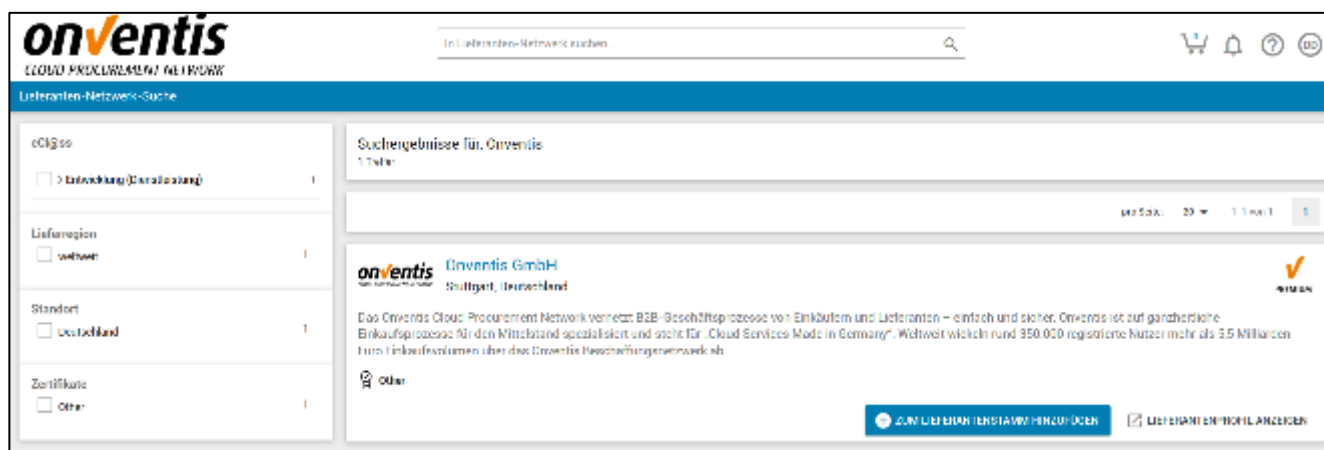 onventis
CLOUD PROCUREMENT NETWORK
In Lieferanten-Netzwerk suchen
Lieferanten-Netzwerk-Suche
eCl@ss
> Entwicklung (Dienstleistung) 1
Lieferregion
weltweit 1
Standort
Deutschland 1
Zertifikate
Other 1
Suchergebnisse für: Onventis
1 Treffer
pro Seite: 20 1-1 von 1 1
onventis
Onventis GmbH
Stuttgart, Deutschland
PREMIUM
Das Onventis Cloud Procurement Network vernetzt B2B-Geschäftsprozesse von Einkäufern und Lieferanten – einfach und sicher. Onventis ist auf ganzheitliche
Einkaufsprozesse für den Mittelstand spezialisiert und steht für „Cloud Services Made in Germany“. Weltweit wickeln rund 350.000 registrierte Nutzer mehr als 5,5 Milliarden
Euro Einkaufsvolumen über das Onventis Beschaffungsnetzwerk ab
Other
ZUM LIEFERANTENSTAMM HINZUFÜGEN
LIEFERANTENPROFIL ANZEIGEN